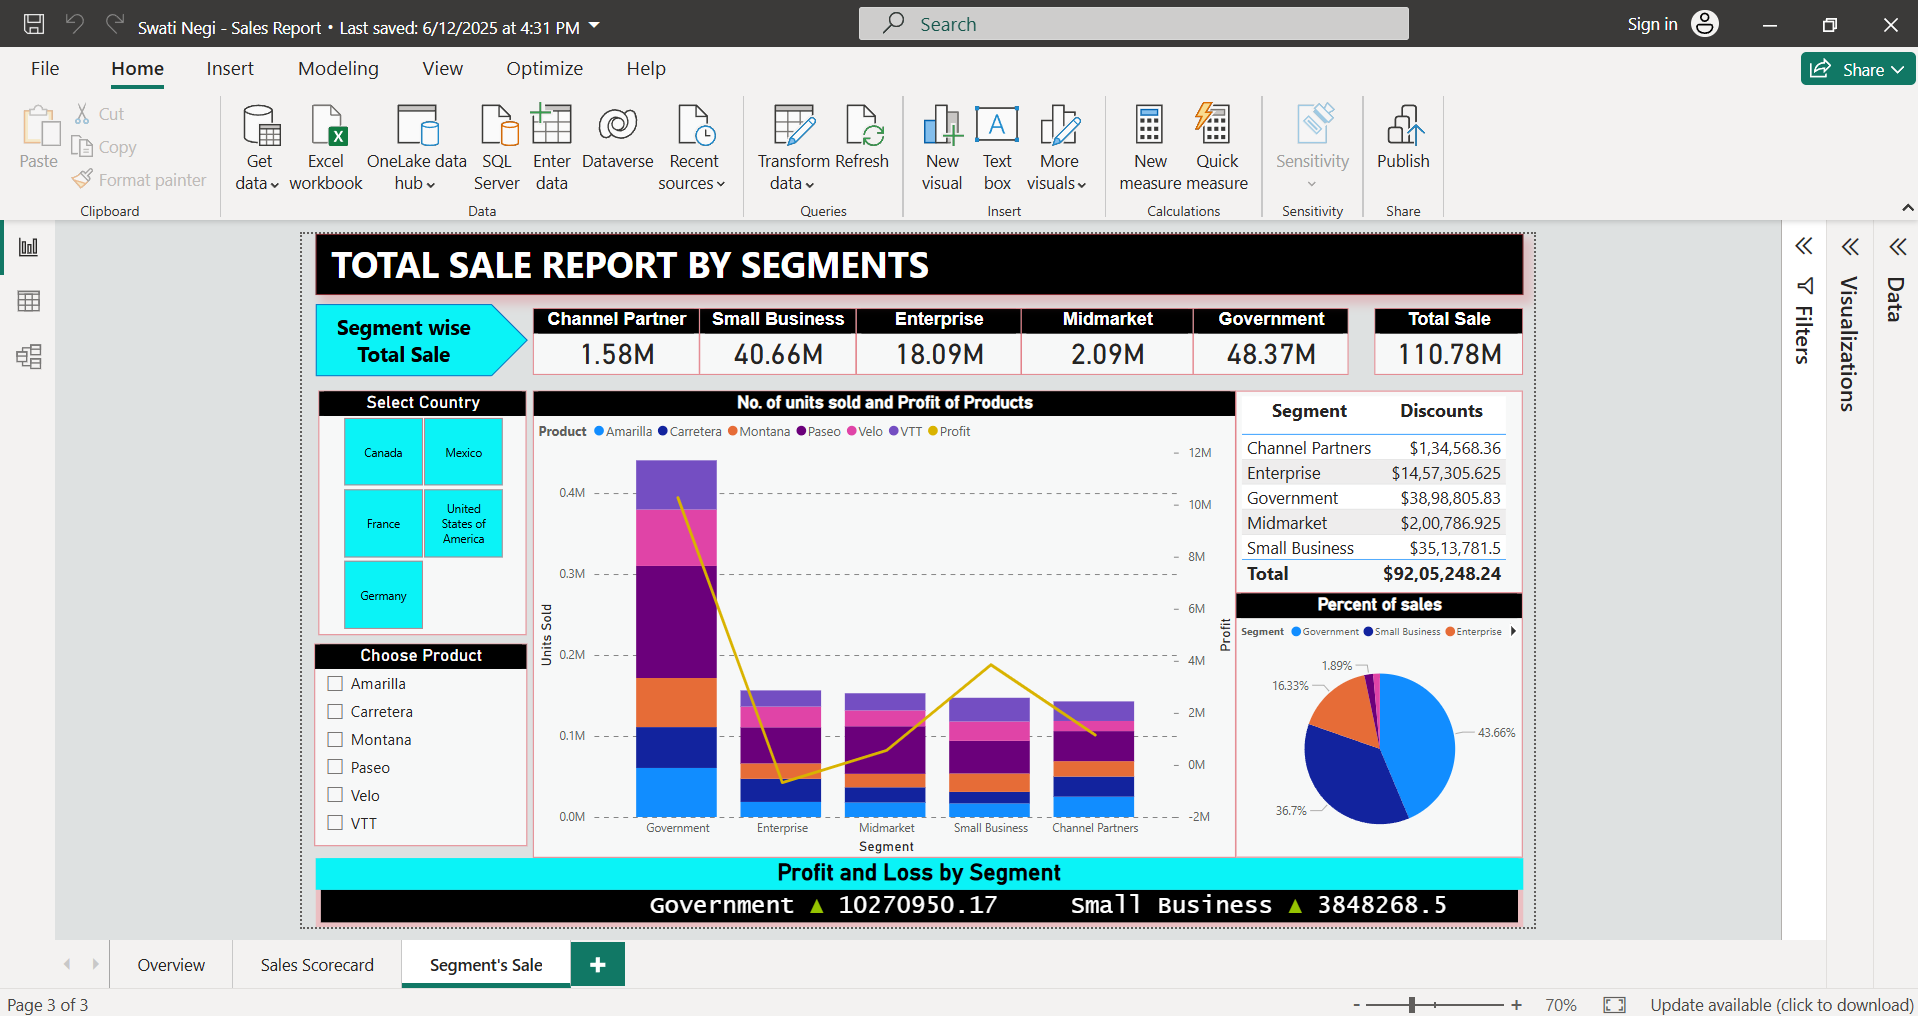 Swati Negi - Sales Report • Last saved: 6/12/2025 at 4:31 PM
Search
Sign in
File Home Insert Modeling View Optimize Help
Share
Paste
Cut
Copy
Format painter
Clipboard
Get data
Excel workbook
OneLake data hub
SQL Server
Enter data
Dataverse
Recent sources
Data
Transform data
Refresh
Queries
New visual
Text box
More visuals
Insert
New measure
Quick measure
Calculations
Sensitivity
Sensitivity
Publish
Share
TOTAL SALE REPORT BY SEGMENTS
Segment wise
Total Sale
Channel Partner
1.58M
Small Business
40.66M
Enterprise
18.09M
Midmarket
2.09M
Government
48.37M
Total Sale
110.78M
Select Country
Canada
Mexico
France
United
States of
America
Germany
Choose Product
Amarilla
Carretera
Montana
Paseo
Velo
VTT
No. of units sold and Profit of Products
Product Amarilla Carretera Montana Paseo Velo VTT Profit
Units Sold
0.4M
0.3M
0.2M
0.1M
0.0M
12M
10M
8M
6M
4M
2M
0M
-2M
Profit
Government Enterprise Midmarket Small Business Channel Partners
Segment
Segment Discounts
Channel Partners $1,34,568.36
Enterprise $14,57,305.625
Government $38,98,805.83
Midmarket $2,00,786.925
Small Business $35,13,781.5
Total $92,05,248.24
Percent of sales
Segment Government Small Business Enterprise
1.89%
16.33%
43.66%
36.7%
Profit and Loss by Segment
Government ▲ 10270950.17 Small Business ▲ 3848268.5
Filters
Visualizations
Data
Overview Sales Scorecard Segment's Sale +
Page 3 of 3
- + 70%
Update available (click to download)